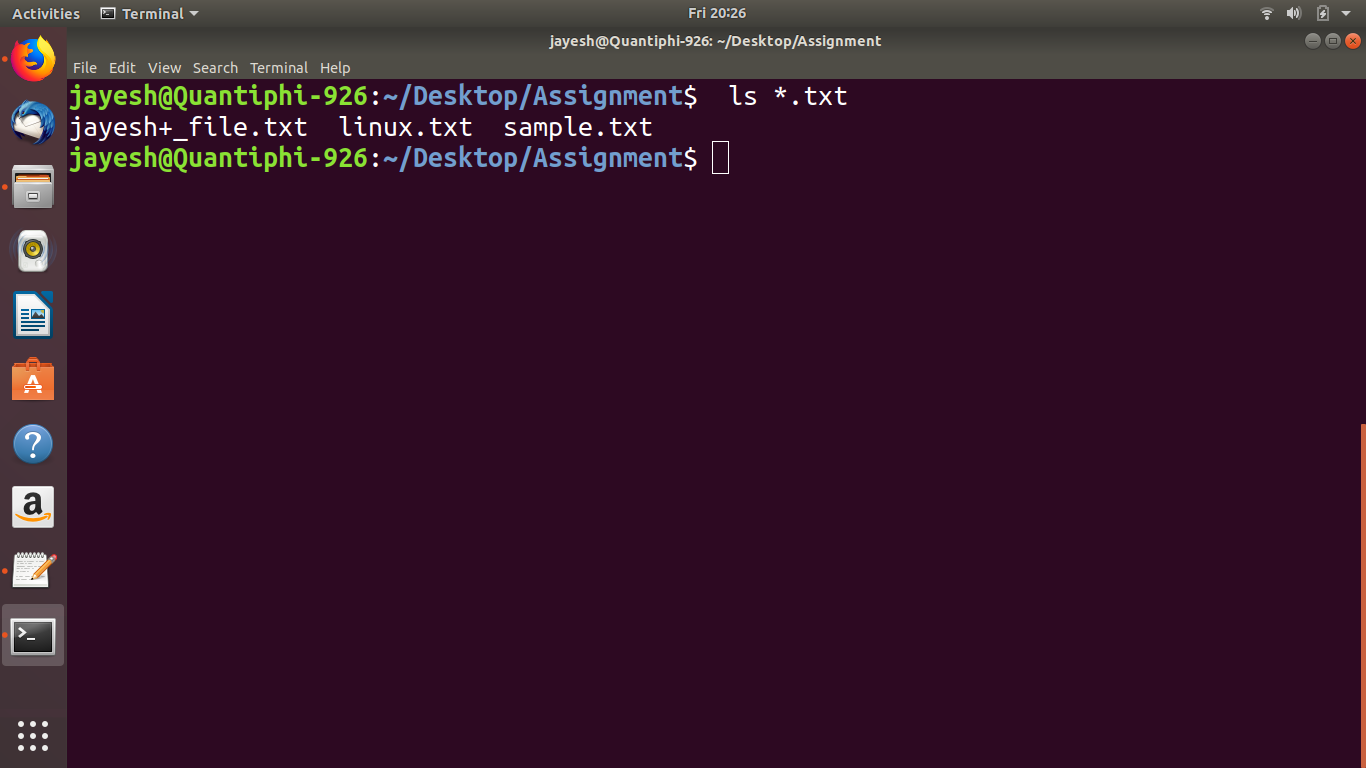 Activities Terminal Fri 20:26
jayesh@Quantiphi-926: ~/Desktop/Assignment
File Edit View Search Terminal Help
jayesh@Quantiphi-926:~/Desktop/Assignment$  ls *.txt
jayesh+_file.txt  linux.txt  sample.txt
jayesh@Quantiphi-926:~/Desktop/Assignment$